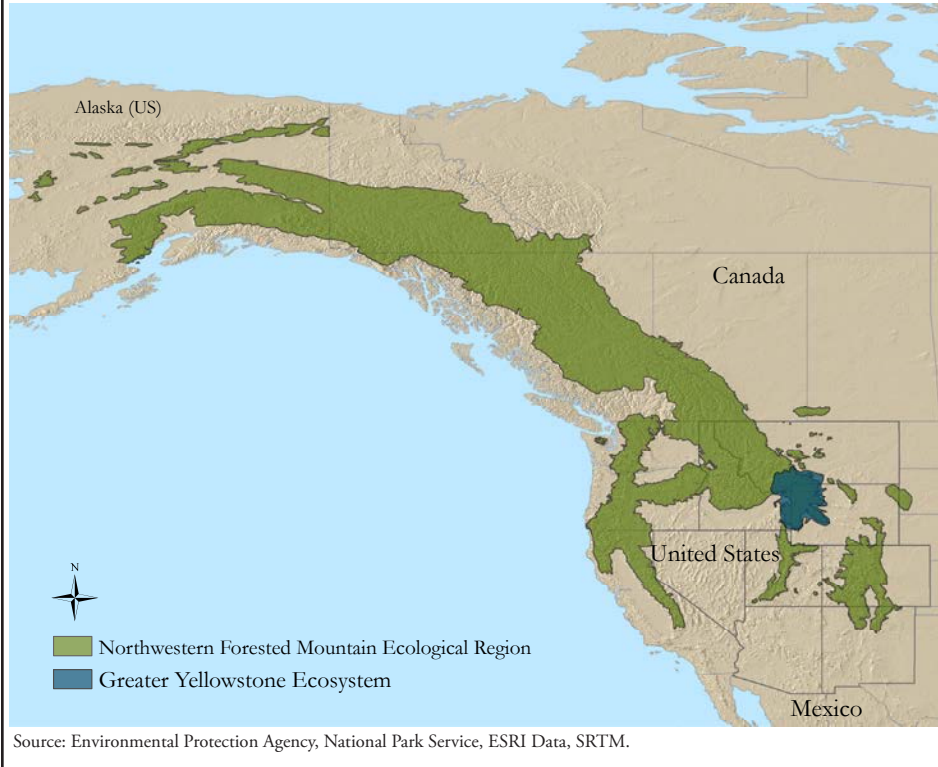 Alaska (US)
Canada
United States
N
Northwestern Forested Mountain Ecological Region
Greater Yellowstone Ecosystem
Mexico
Source: Environmental Protection Agency, National Park Service, ESRI Data, SRTM.